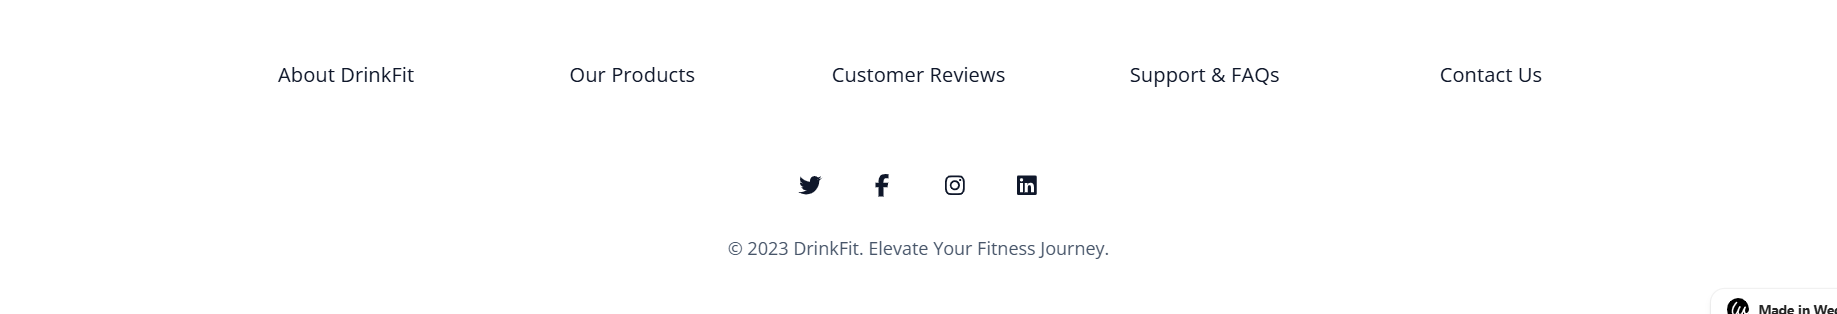 About DrinkFit Our Products Customer Reviews Support & FAQs Contact Us
© 2023 DrinkFit. Elevate Your Fitness Journey.
Made in